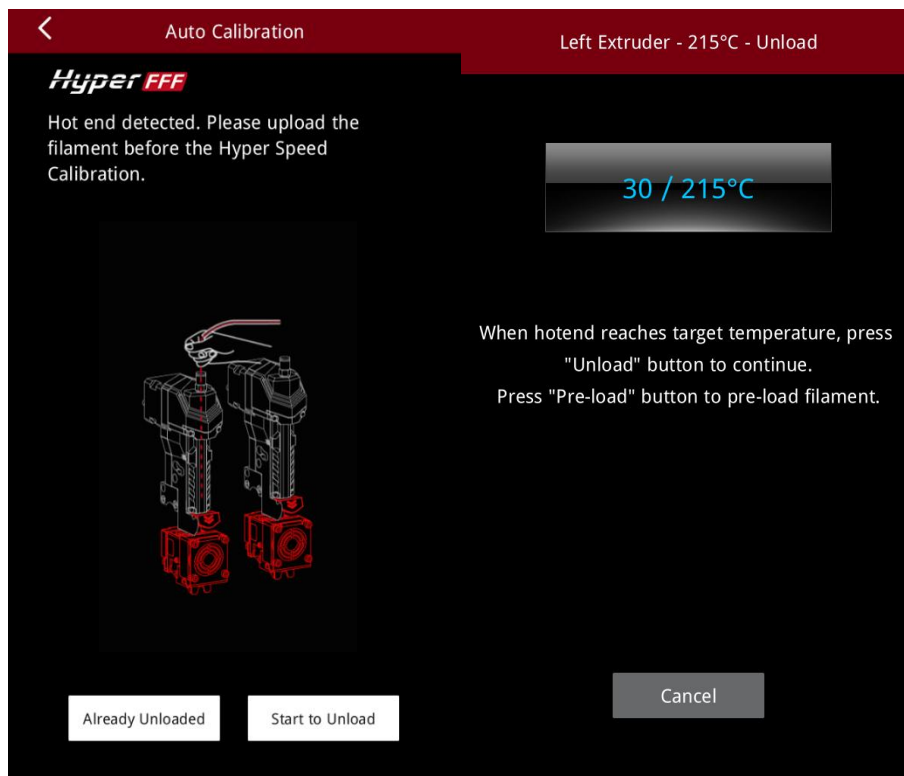 Auto Calibration
Hyper FFF
Hot end detected. Please upload the
filament before the Hyper Speed
Calibration.
Already Unloaded
Start to Unload
Left Extruder - 215°C - Unload
30 / 215°C
When hotend reaches target temperature, press
"Unload" button to continue.
Press "Pre-load" button to pre-load filament.
Cancel